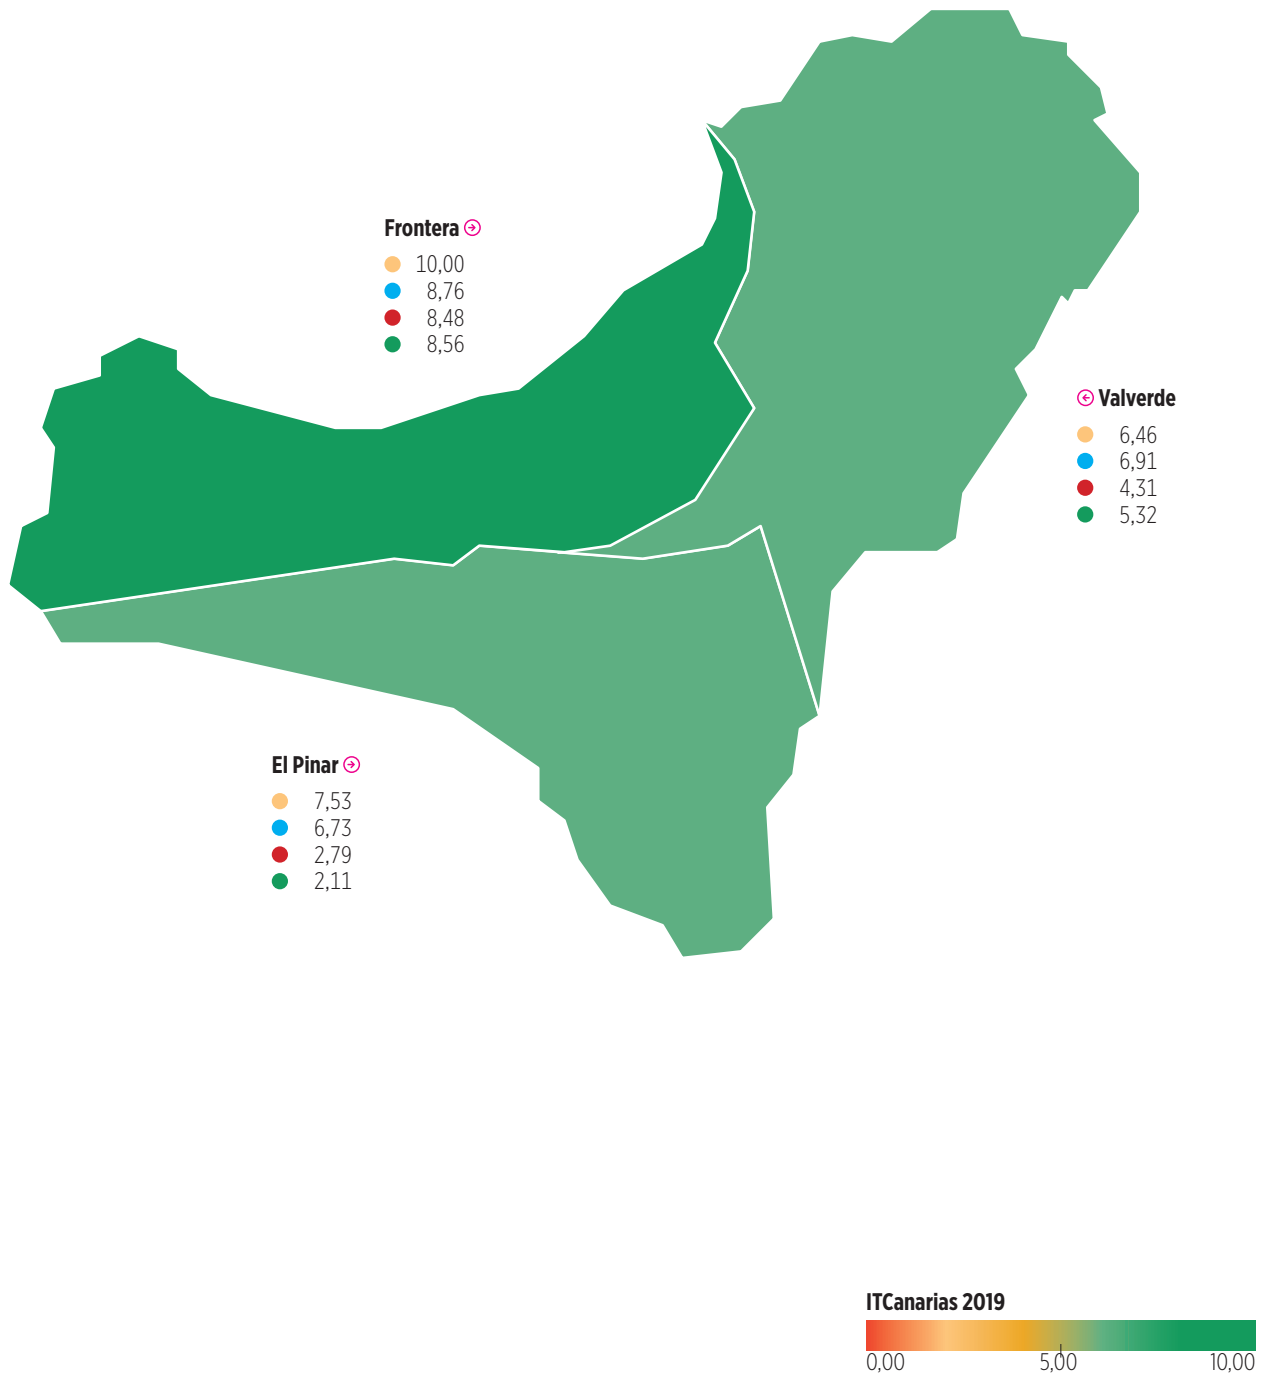 Frontera
10,00
8,76
8,48
8,56
Valverde
6,46
6,91
4,31
5,32
El Pinar
7,53
6,73
2,79
2,11
ITCanarias 2019
0,00 5,00 10,00